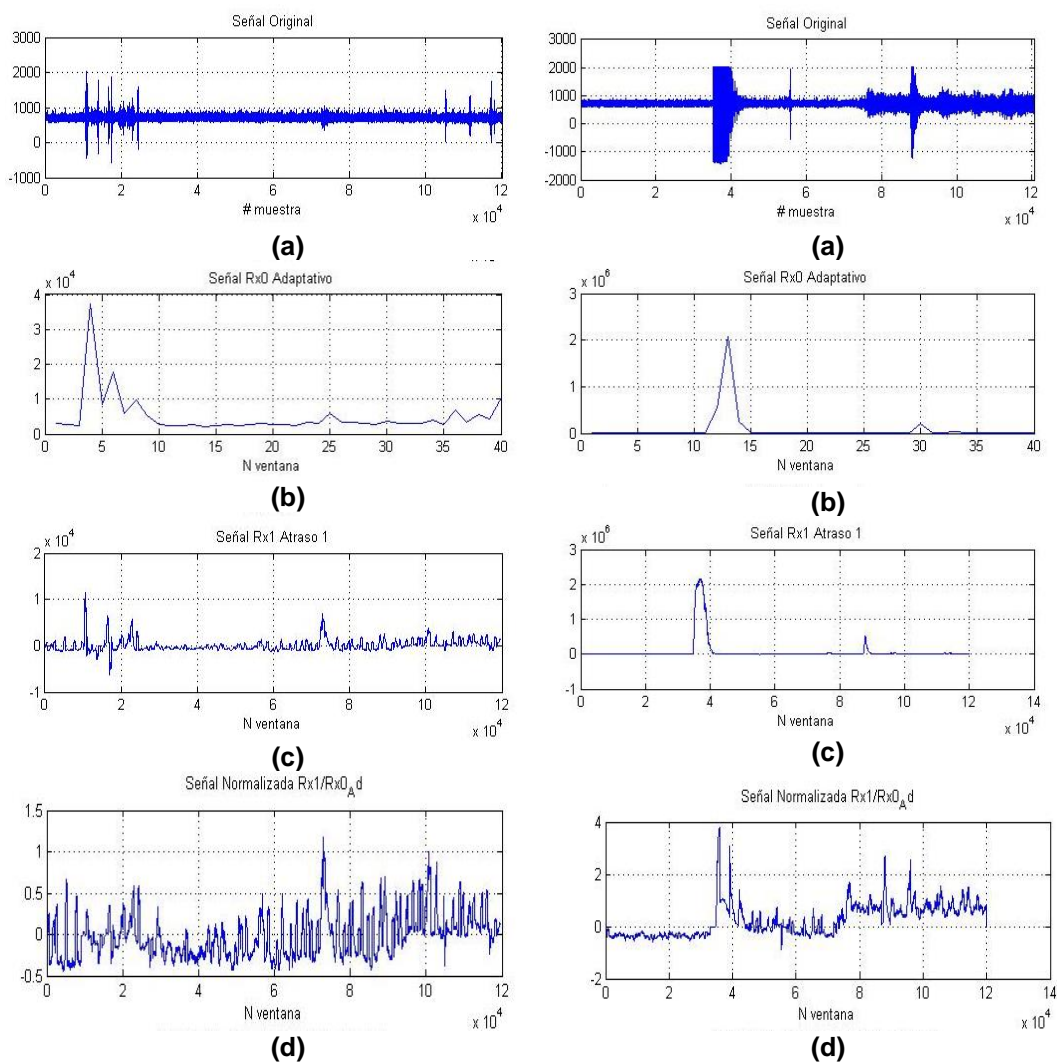 Señal Original
3000
2000
1000
0
-1000
0 2 4 6 8 10 12
# muestra
x 10^4
(a)
x 10^4
Señal Rx0 Adaptativo
4
3
2
1
0
0 5 10 15 20 25 30 35 40
N ventana
(b)
x 10^4
Señal Rx1 Atraso 1
2
1
0
-1
0 2 4 6 8 10 12
N ventana
x 10^4
(c)
Señal Normalizada Rx1/Rx0_Ad
1.5
1
0.5
0
-0.5
0 2 4 6 8 10 12
N ventana
x 10^4
(d)
Señal Original
3000
2000
1000
0
-1000
-2000
0 2 4 6 8 10 12
# muestra
x 10^4
(a)
x 10^6
Señal Rx0 Adaptativo
3
2
1
0
0 5 10 15 20 25 30 35 40
N ventana
(b)
x 10^6
Señal Rx1 Atraso 1
3
2
1
0
-1
0 2 4 6 8 10 12 14
N ventana
x 10^4
(c)
Señal Normalizada Rx1/Rx0_Ad
4
2
0
-2
0 2 4 6 8 10 12 14
N ventana
x 10^4
(d)